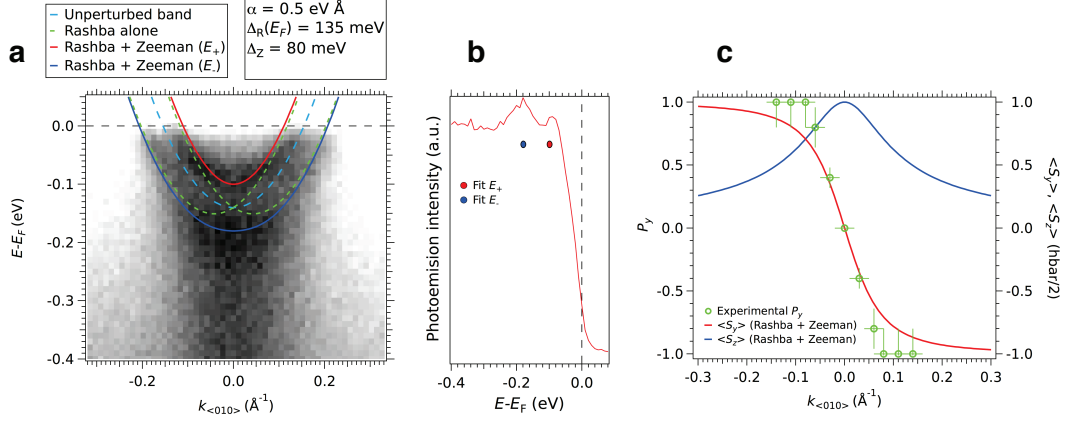 a
Unperturbed band
Rashba alone
Rashba + Zeeman (E+)
Rashba + Zeeman (E-)
α = 0.5 eV Å
ΔR(EF) = 135 meV
ΔZ = 80 meV
E-EF (eV)
0.0
-0.1
-0.2
-0.3
-0.4
-0.2
0.0
0.2
k<010> (Å-1)
b
Photoemision intensity (a.u.)
Fit E+
Fit E-
-0.4
-0.2
0.0
E-EF (eV)
c
Py
1.0
0.5
0.0
-0.5
-1.0
Experimental Py
<Sy> (Rashba + Zeeman)
<Sz> (Rashba + Zeeman)
1.0
0.5
0.0
-0.5
-1.0
<Sy>, <Sz> (hbar/2)
-0.3
-0.2
-0.1
0.0
0.1
0.2
0.3
k<010> (Å-1)